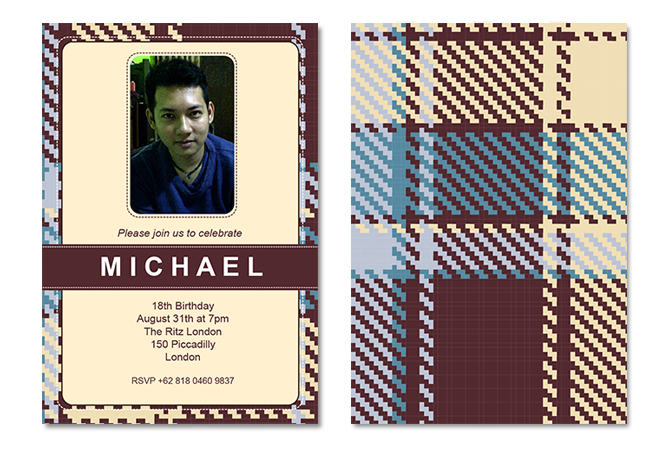 Please join us to celebrate
MICHAEL
18th Birthday
August 31th at 7pm
The Ritz London
150 Piccadilly
London
RSVP +62 818 0460 9837